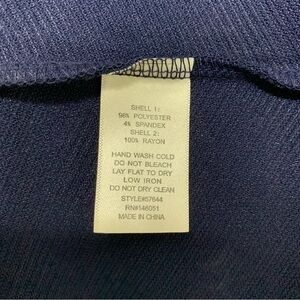 SHELL 1:
96% POLYESTER
4% SPANDEX
SHELL 2:
100% RAYON
HAND WASH COLD
DO NOT BLEACH
LAY FLAT TO DRY
LOW IRON
DO NOT DRY CLEAN
STYLE#57644
RN#146051
MADE IN CHINA